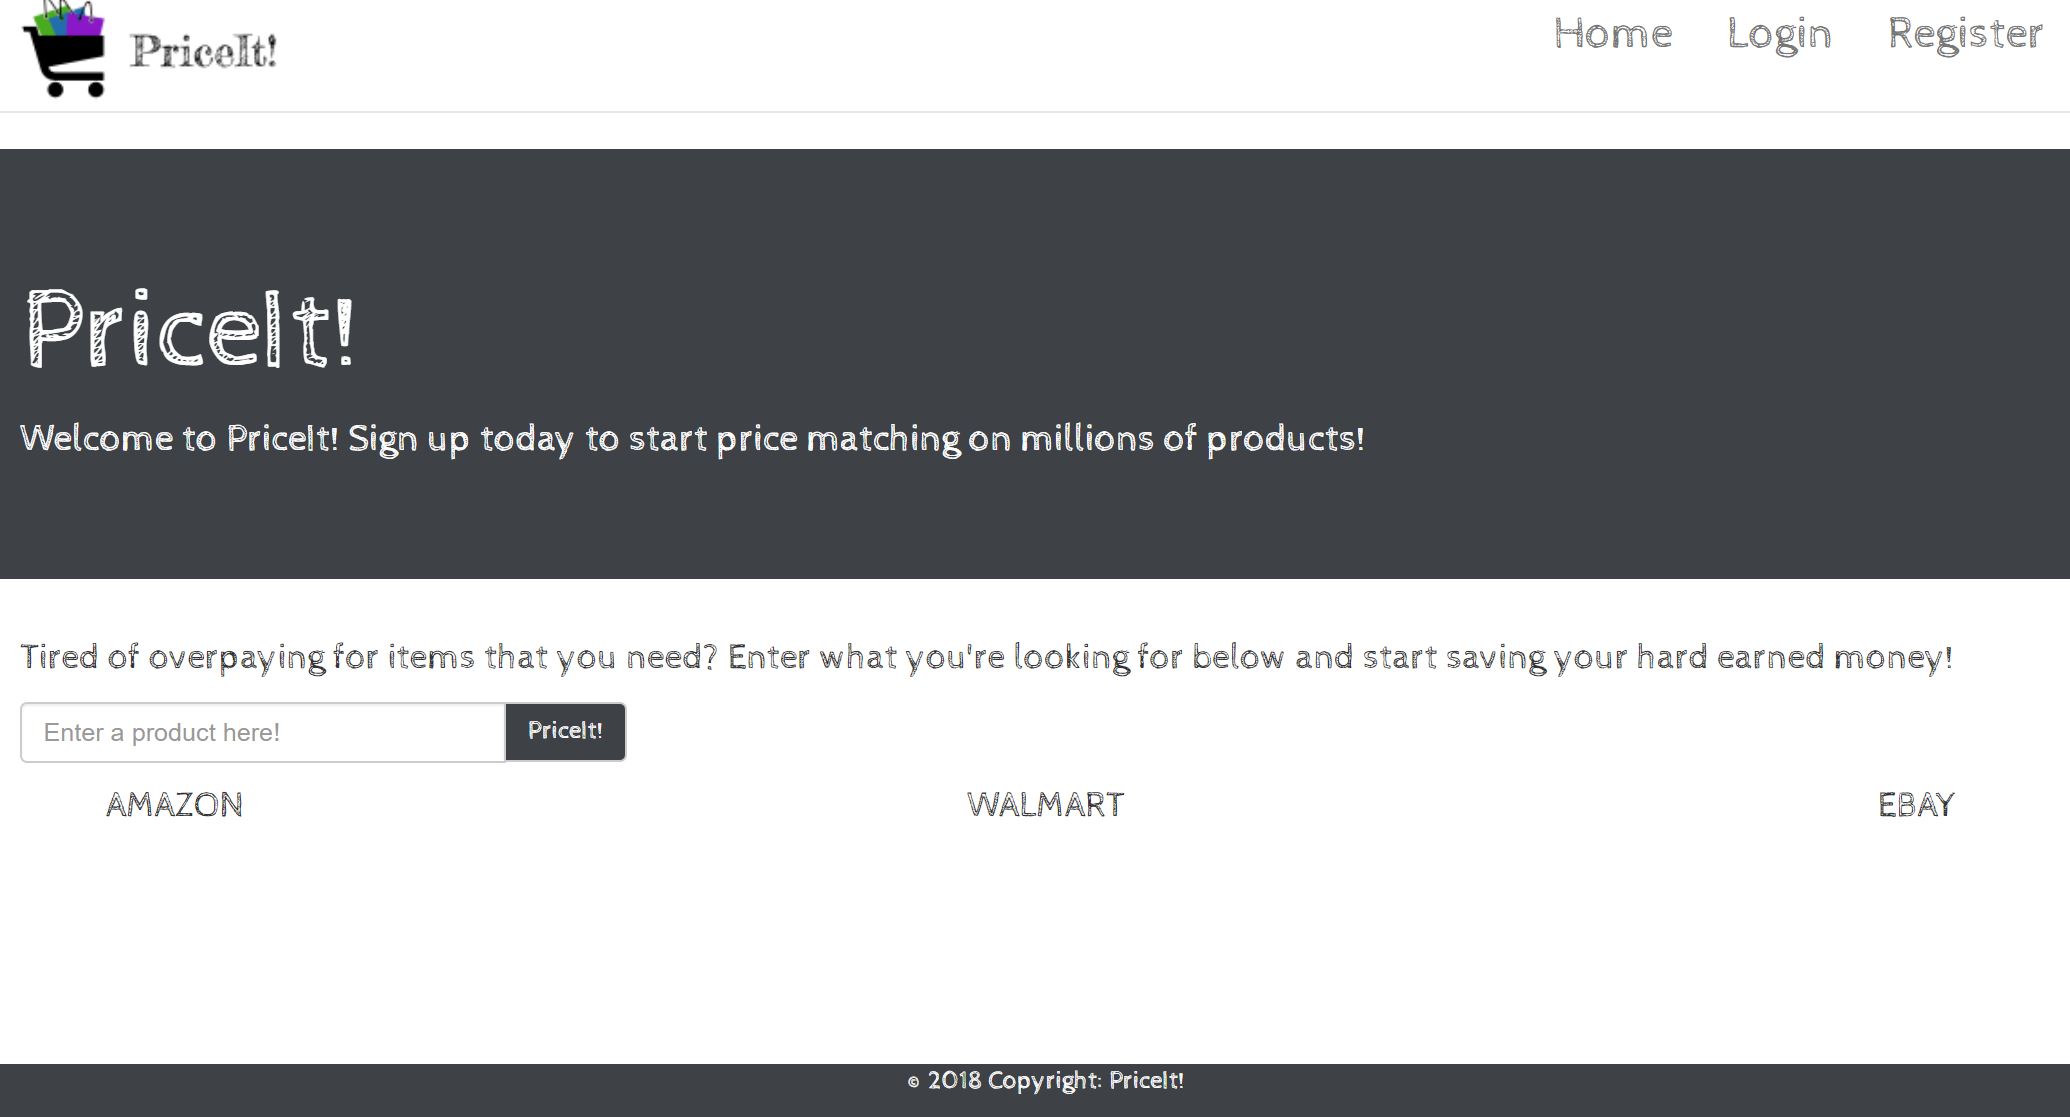 PriceIt!
Home Login Register
PriceIt!
Welcome to PriceIt! Sign up today to start price matching on millions of products!
Tired of overpaying for items that you need? Enter what you're looking for below and start saving your hard earned money!
Enter a product here! PriceIt!
AMAZON WALMART EBAY
© 2018 Copyright: PriceIt!